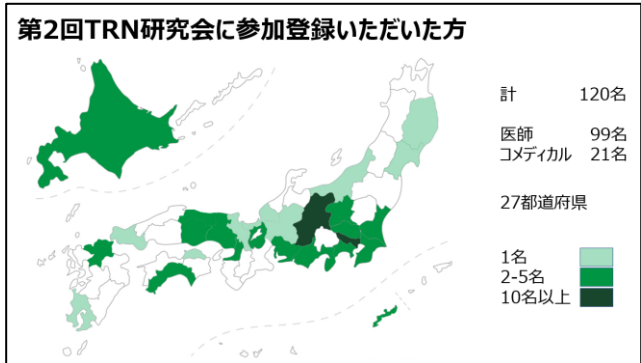 第2回TRN研究会に参加登録いただいた方
計 120名
医師 99名
コメディカル 21名
27都道府県
1名
2-5名
10名以上